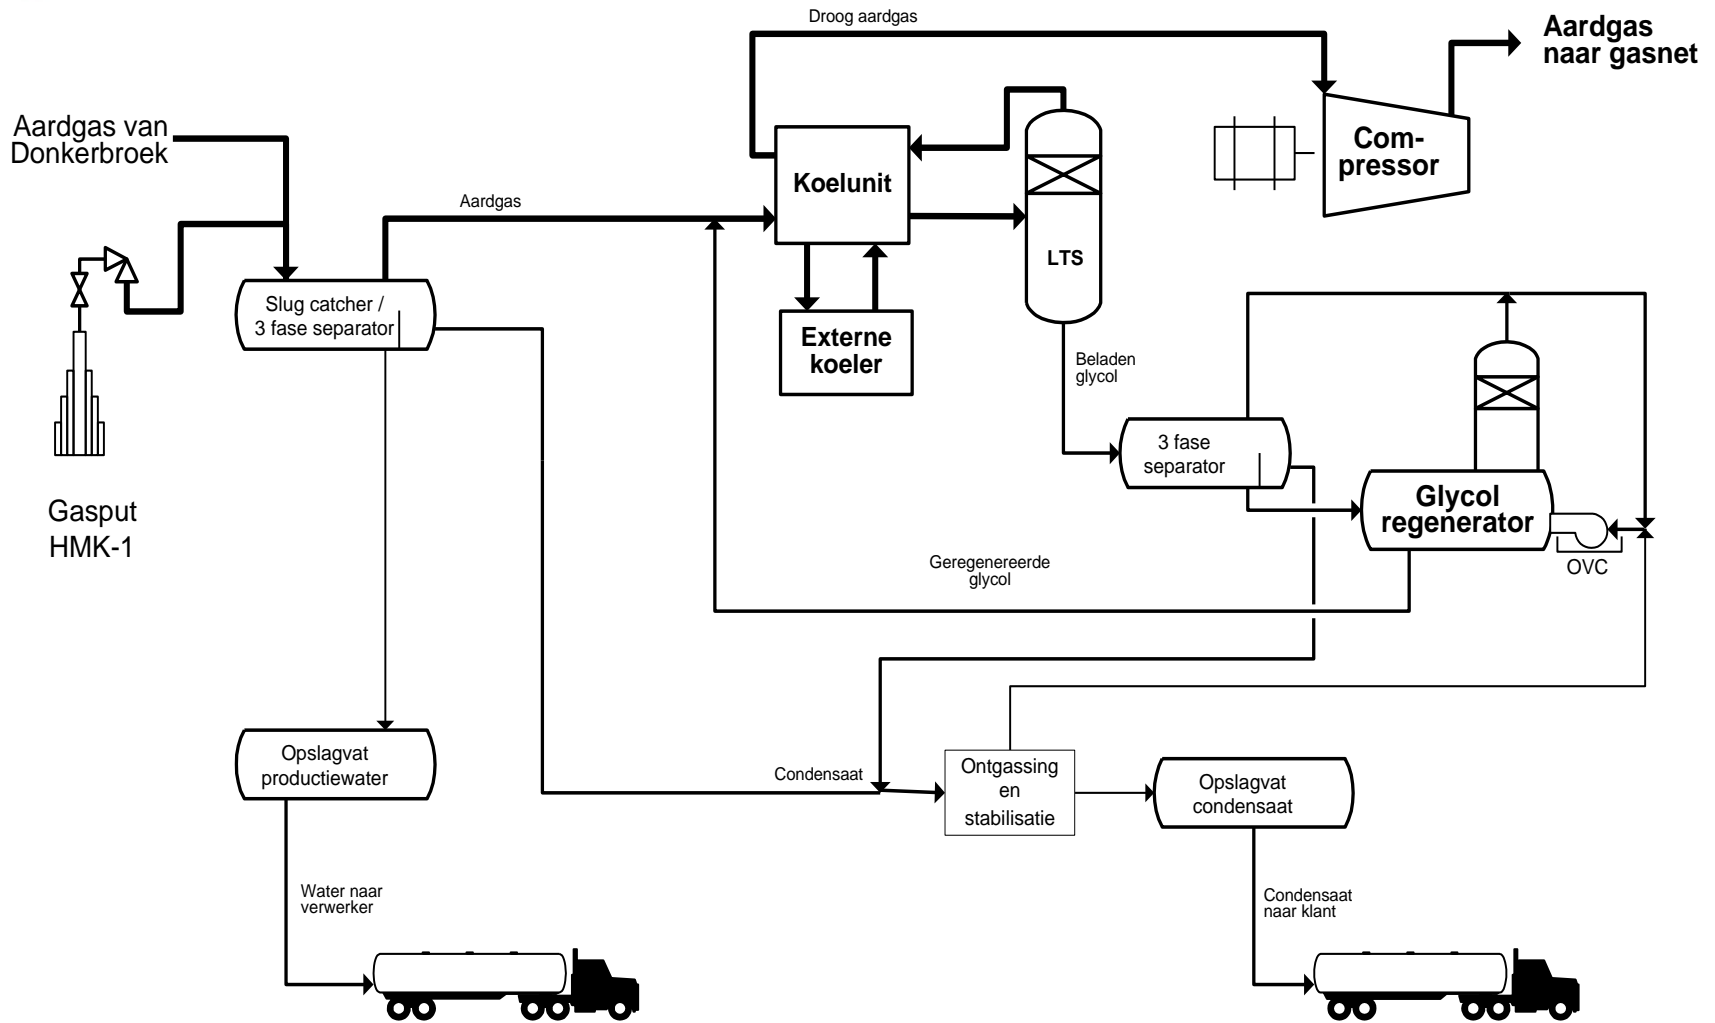 Droog aardgas
Aardgas
naar gasnet
Aardgas van
Donkerbroek
Com-
pressor
Koelunit
Aardgas
LTS
Slug catcher /
3 fase separator
Externe
koeler
Beladen
glycol
3 fase
separator
Glycol
regenerator
Gasput
HMK-1
OVC
Geregenereerde
glycol
Opslagvat
productiewater
Condensaat
Ontgassing
en
stabilisatie
Opslagvat
condensaat
Water naar
verwerker
Condensaat
naar klant